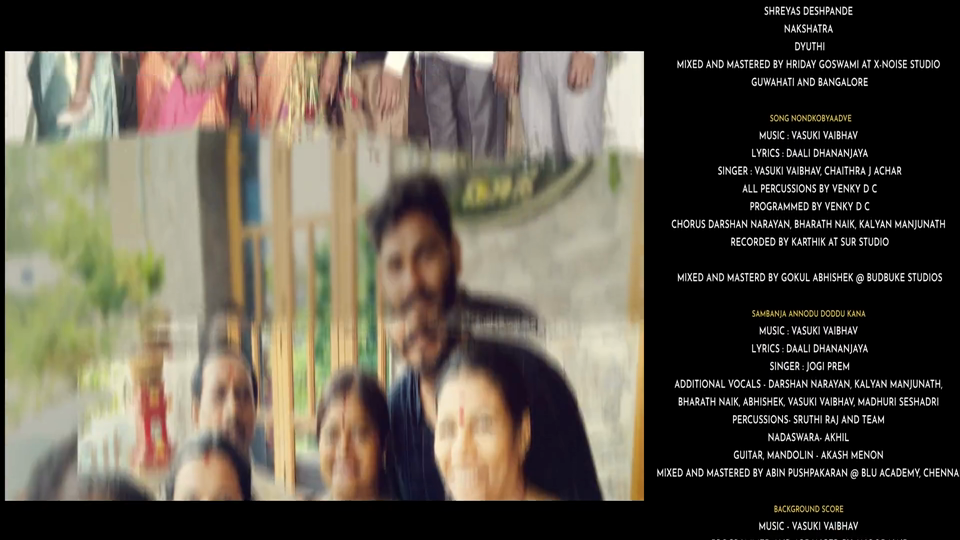 SHREYAS DESHPANDE
NAKSHATRA
DYUTHI
MIXED AND MASTERED BY HRIDAY GOSWAMI AT X-NOISE STUDIO
GUWAHATI AND BANGALORE
SONG NONDKOBYAADVE
MUSIC : VASUKI VAIBHAV
LYRICS : DAALI DHANANJAYA
SINGER : VASUKI VAIBHAV, CHAITHRA J ACHAR
ALL PERCUSSIONS BY VENKY D C
PROGRAMMED BY VENKY D C
CHORUS DARSHAN NARAYAN, BHARATH NAIK, KALYAN MANJUNATH
RECORDED BY KARTHIK AT SUR STUDIO
MIXED AND MASTERD BY GOKUL ABHISHEK @ BUDBUKE STUDIOS
SAMBANJA ANNODU DODDU KANA
MUSIC : VASUKI VAIBHAV
LYRICS : DAALI DHANANJAYA
SINGER : JOGI PREM
ADDITIONAL VOCALS - DARSHAN NARAYAN, KALYAN MANJUNATH,
BHARATH NAIK, ABHISHEK, VASUKI VAIBHAV, MADHURI SESHADRI
PERCUSSIONS- SRUTHI RAJ AND TEAM
NADASWARA- AKHIL
GUITAR, MANDOLIN - AKASH MENON
MIXED AND MASTERED BY ABIN PUSHPAKARAN @ BLU ACADEMY, CHENNA
BACKGROUND SCORE
MUSIC - VASUKI VAIBHAV